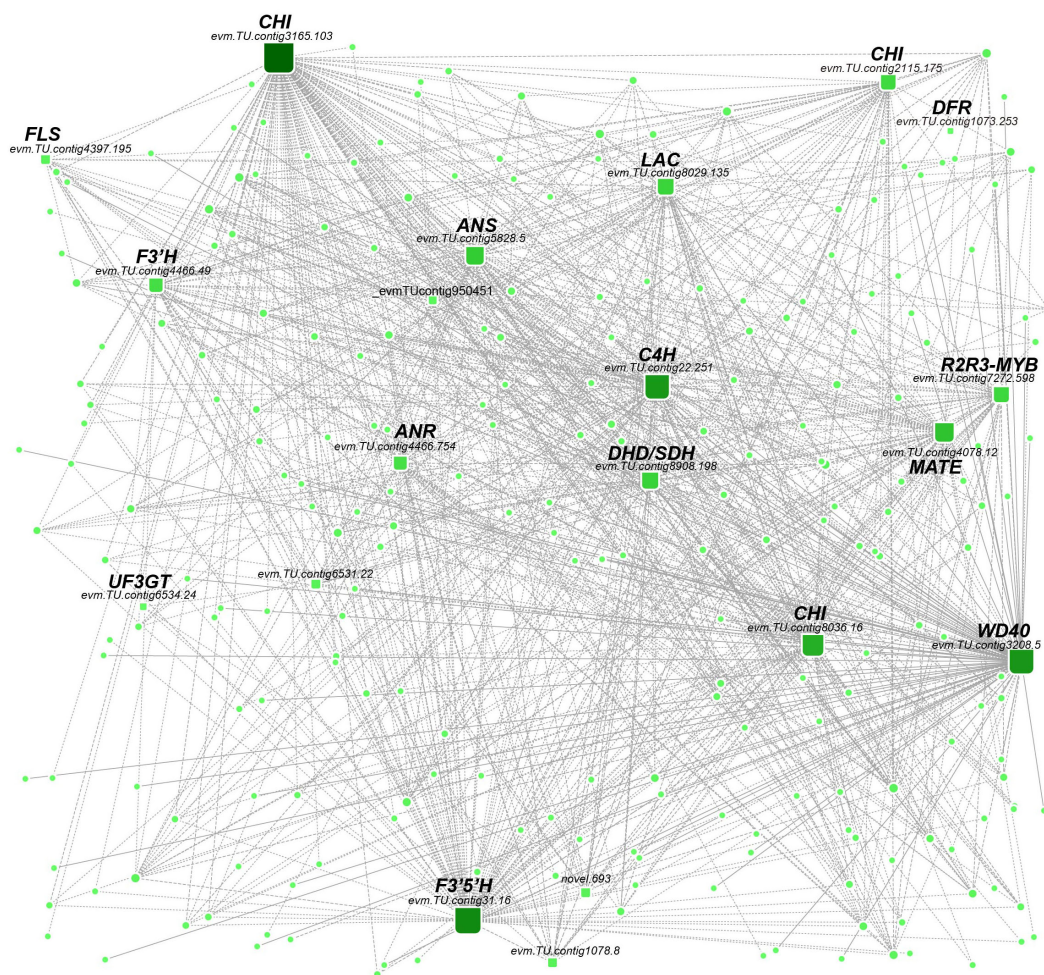 CHI
evm.TU.contig3165.103
CHI
evm.TU.contig2115.175
DFR
evm.TU.contig1073.253
FLS
evm.TU.contig4397.195
LAC
evm.TU.contig8029.135
ANS
evm.TU.contig5828.5
F3'H
evm.TU.contig4466.49
_evmTUcontig950451
C4H
evm.TU.contig22.251
R2R3-MYB
evm.TU.contig7272.598
ANR
evm.TU.contig4466.754
DHD/SDH
evm.TU.contig8908.198
evm.TU.contig4078.12
MATE
evm.TU.contig6531.22
UF3GT
evm.TU.contig6534.24
CHI
evm.TU.contig8036.16
WD40
evm.TU.contig3208.5
F3'5'H
evm.TU.contig31.16
novel.693
evm.TU.contig1078.8